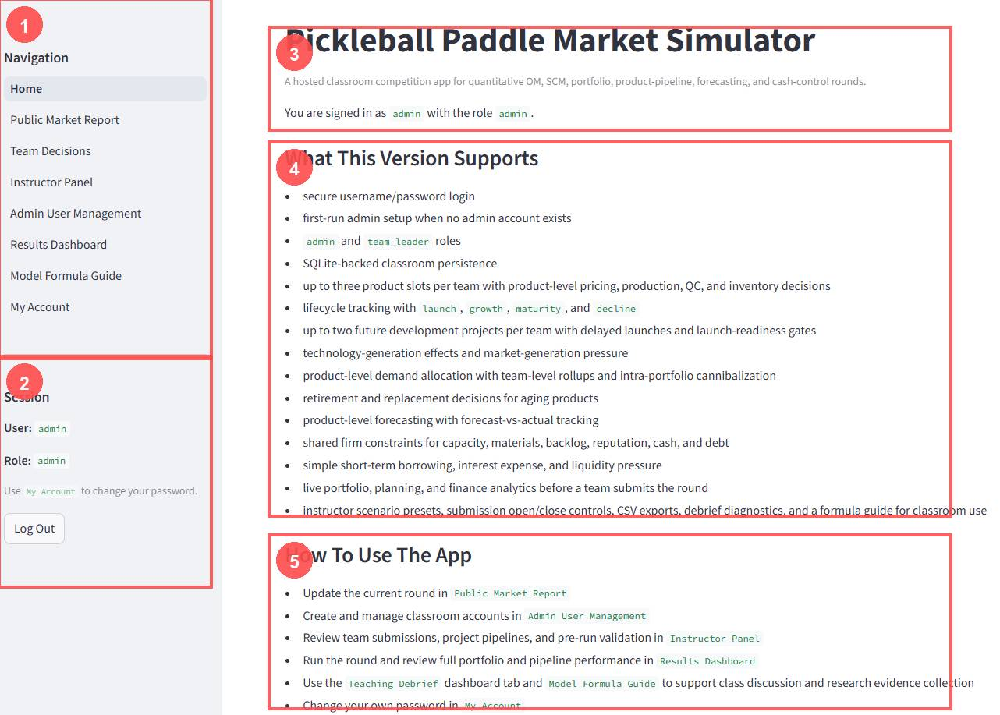 1
Navigation
Home
Public Market Report
Team Decisions
Instructor Panel
Admin User Management
Results Dashboard
Model Formula Guide
My Account
2
Session
User: admin
Role: admin
Use My Account to change your password.
Log Out
3
Pickleball Paddle Market Simulator
A hosted classroom competition app for quantitative OM, SCM, portfolio, product-pipeline, forecasting, and cash-control rounds.
You are signed in as admin with the role admin.
4
What This Version Supports
• secure username/password login
• first-run admin setup when no admin account exists
• admin and team_leader roles
• SQLite-backed classroom persistence
• up to three product slots per team with product-level pricing, production, QC, and inventory decisions
• lifecycle tracking with launch, growth, maturity, and decline
• up to two future development projects per team with delayed launches and launch-readiness gates
• technology-generation effects and market-generation pressure
• product-level demand allocation with team-level rollups and intra-portfolio cannibalization
• retirement and replacement decisions for aging products
• product-level forecasting with forecast-vs-actual tracking
• shared firm constraints for capacity, materials, backlog, reputation, cash, and debt
• simple short-term borrowing, interest expense, and liquidity pressure
• live portfolio, planning, and finance analytics before a team submits the round
• instructor scenario presets, submission open/close controls, CSV exports, debrief diagnostics, and a formula guide for classroom use
5
How To Use The App
• Update the current round in Public Market Report
• Create and manage classroom accounts in Admin User Management
• Review team submissions, project pipelines, and pre-run validation in Instructor Panel
• Run the round and review full portfolio and pipeline performance in Results Dashboard
• Use the Teaching Debrief dashboard tab and Model Formula Guide to support class discussion and research evidence collection
• Change your own password in My Account